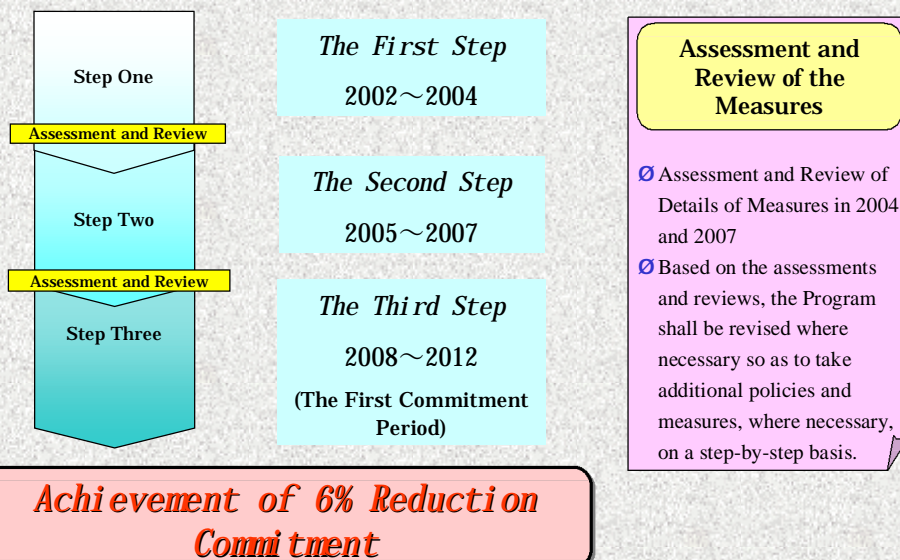 Step One
Assessment and Review
Step Two
Assessment and Review
Step Three
The First Step
2002～2004
The Second Step
2005～2007
The Third Step
2008～2012
(The First Commitment
Period)
Assessment and
Review of the
Measures
Ø Assessment and Review of
Details of Measures in 2004
and 2007
Ø Based on the assessments
and reviews, the Program
shall be revised where
necessary so as to take
additional policies and
measures, where necessary,
on a step-by-step basis.
Achievement of 6% Reduction
Commitment